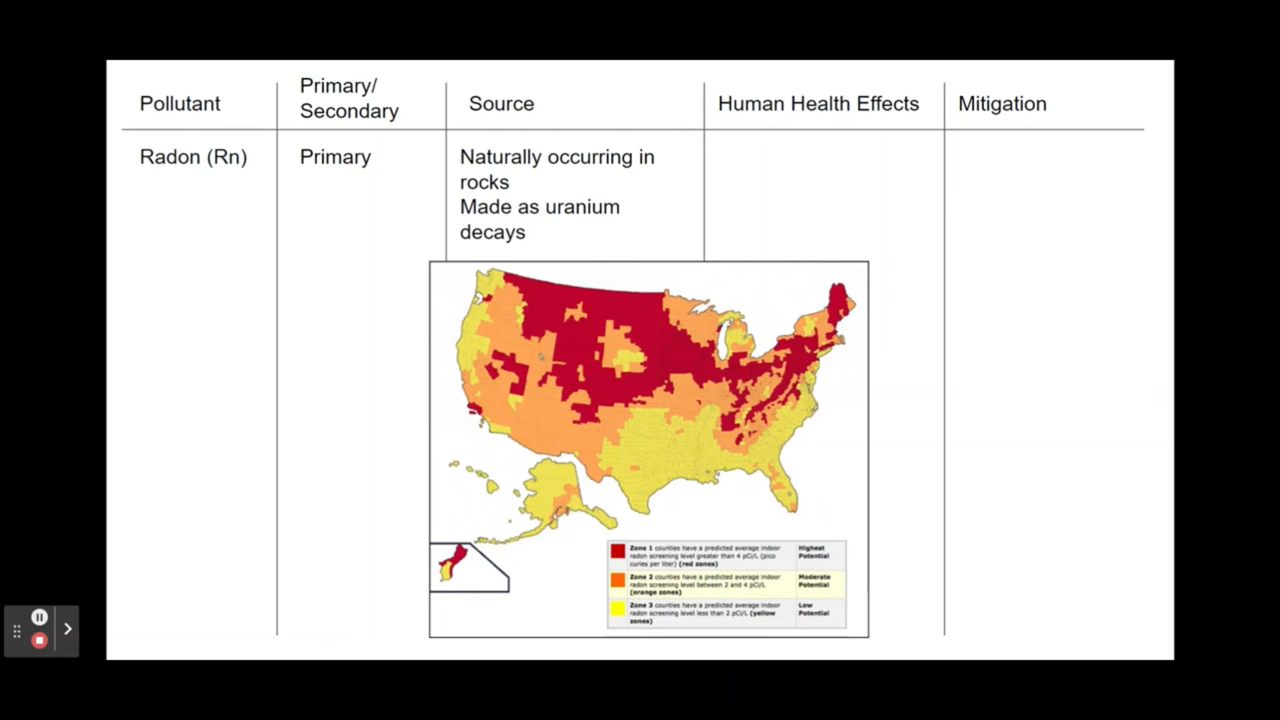 Pollutant
Primary/
Secondary
Source
Human Health Effects
Mitigation
Radon (Rn)
Primary
Naturally occurring in
rocks
Made as uranium
decays
Zone 1 counties have a predicted average indoor
radon screening level greater than 4 pCi/L (pico
curies per liter) (red zones)
Highest
Potential
Zone 2 counties have a predicted average indoor
radon screening level between 2 and 4 pCi/L
(orange zones)
Moderate
Potential
Zone 3 counties have a predicted average indoor
radon screening level less than 2 pCi/L (yellow
zones)
Low
Potential